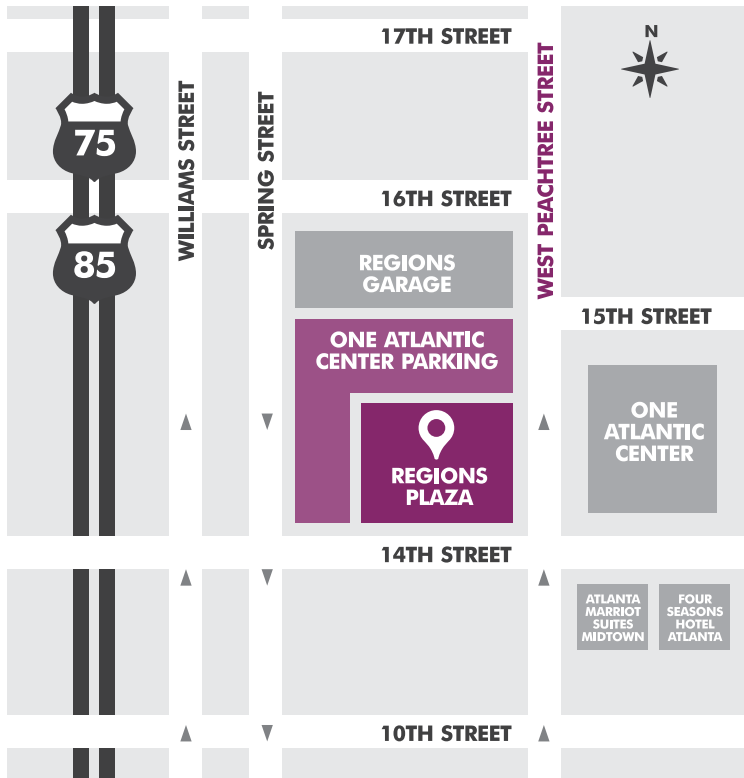 17TH STREET
N
75
WILLIAMS STREET
SPRING STREET
WEST PEACHTREE STREET
16TH STREET
85
REGIONS
GARAGE
15TH STREET
ONE ATLANTIC
CENTER PARKING
ONE
ATLANTIC
CENTER
REGIONS
PLAZA
14TH STREET
ATLANTA
MARRIOT
SUITES
MIDTOWN
FOUR
SEASONS
HOTEL
ATLANTA
10TH STREET